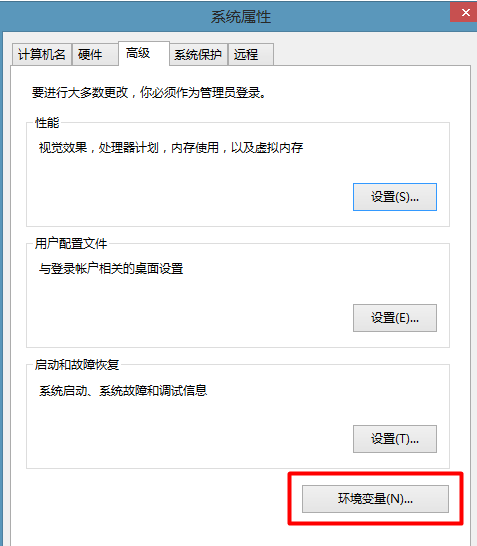 系统属性
计算机名 硬件 高级 系统保护 远程
要进行大多数更改，你必须作为管理员登录。
性能
视觉效果，处理器计划，内存使用，以及虚拟内存
设置(S)...
用户配置文件
与登录帐户相关的桌面设置
设置(E)...
启动和故障恢复
系统启动、系统故障和调试信息
设置(T)...
环境变量(N)...